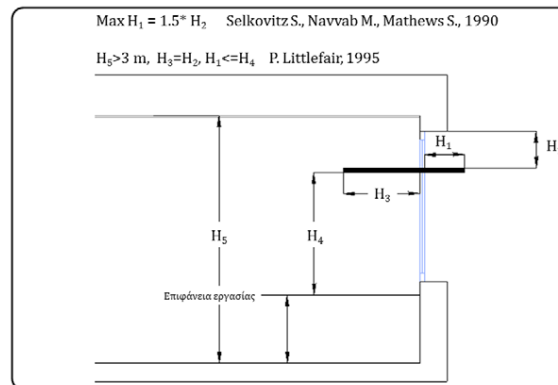 Max H₁ = 1.5* H₂ Selkovitz S., Navvab M., Mathews S., 1990
H₅>3 m, H₃=H₂, H₁<=H₄ P. Littlefair, 1995
H₁
H
H₃
H₅
H₄
Επιφάνεια εργασίας